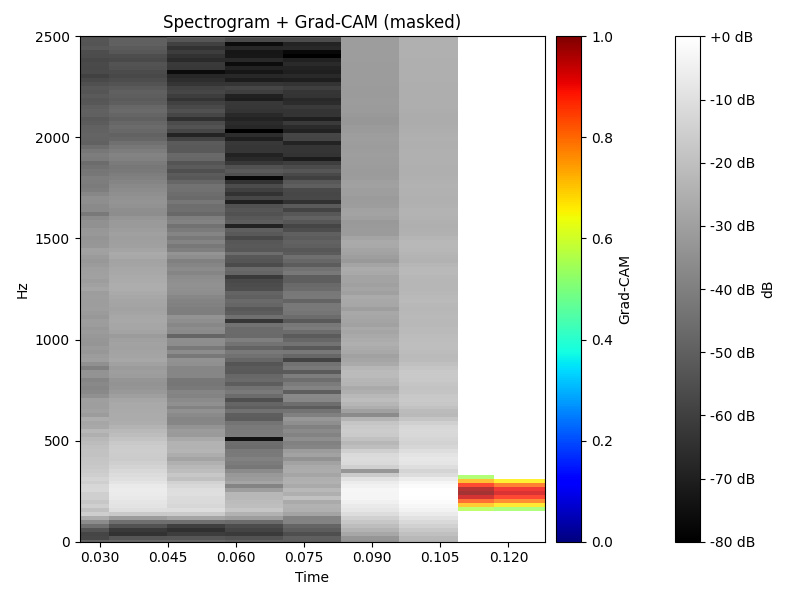 Spectrogram + Grad-CAM (masked)
2500
2000
1500
1000
500
0
Hz
0.030
0.045
0.060
0.075
0.090
0.105
0.120
Time
1.0
0.8
0.6
0.4
0.2
0.0
Grad-CAM
+0 dB
-10 dB
-20 dB
-30 dB
-40 dB
-50 dB
-60 dB
-70 dB
-80 dB
dB